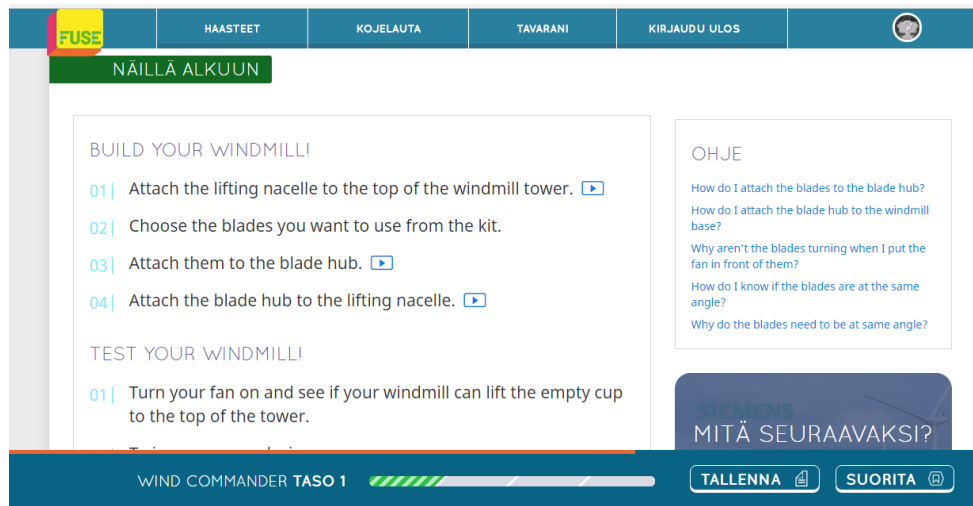 FUSE
HAASTEET
KOJELAUTA
TAVARANI
KIRJAUDU ULOS
NÄILLÄ ALKUUN
BUILD YOUR WINDMILL!
01| Attach the lifting nacelle to the top of the windmill tower.
02| Choose the blades you want to use from the kit.
03| Attach them to the blade hub.
04| Attach the blade hub to the lifting nacelle.
TEST YOUR WINDMILL!
01| Turn your fan on and see if your windmill can lift the empty cup
to the top of the tower.
OHJE
How do I attach the blades to the blade hub?
How do I attach the blade hub to the windmill
base?
Why aren't the blades turning when I put the
fan in front of them?
How do I know if the blades are at the same
angle?
Why do the blades need to be at same angle?
SIEMENS
MITÄ SEURAAVAKSI?
WIND COMMANDER TASO 1
TALLENNA
SUORITA